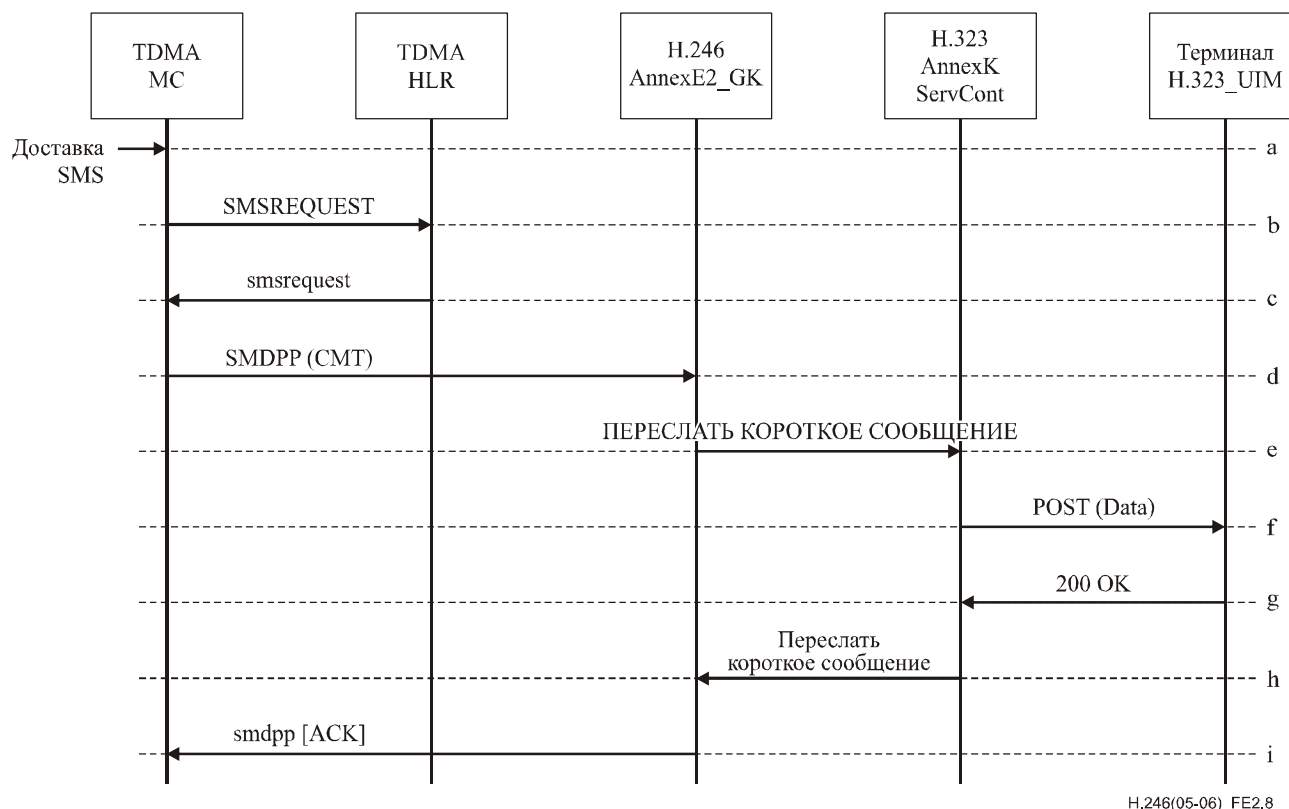 TDMA
MC
TDMA
HLR
H.246
AnnexE2_GK
H.323
AnnexK
ServCont
Терминал
H.323_UIM
Доставка
SMS
a
SMSREQUEST
b
smsrequest
c
SMDPP (CMT)
d
ПЕРЕСЛАТЬ КОРОТКОЕ СООБЩЕНИЕ
e
POST (Data)
f
200 OK
g
Переслать
короткое сообщение
h
smdpp [ACK]
i
H.246(05-06)_FE2.8